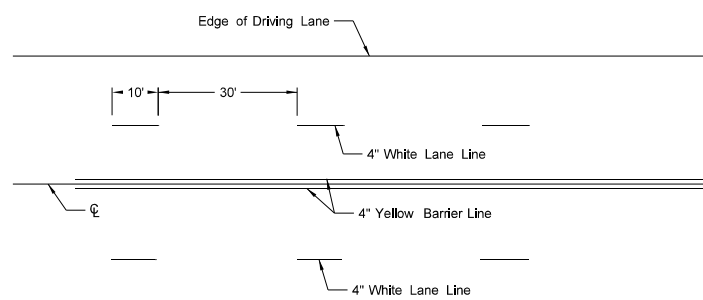 Edge of Driving Lane
10' 30'
4" White Lane Line
℄
4" Yellow Barrier Line
4" White Lane Line